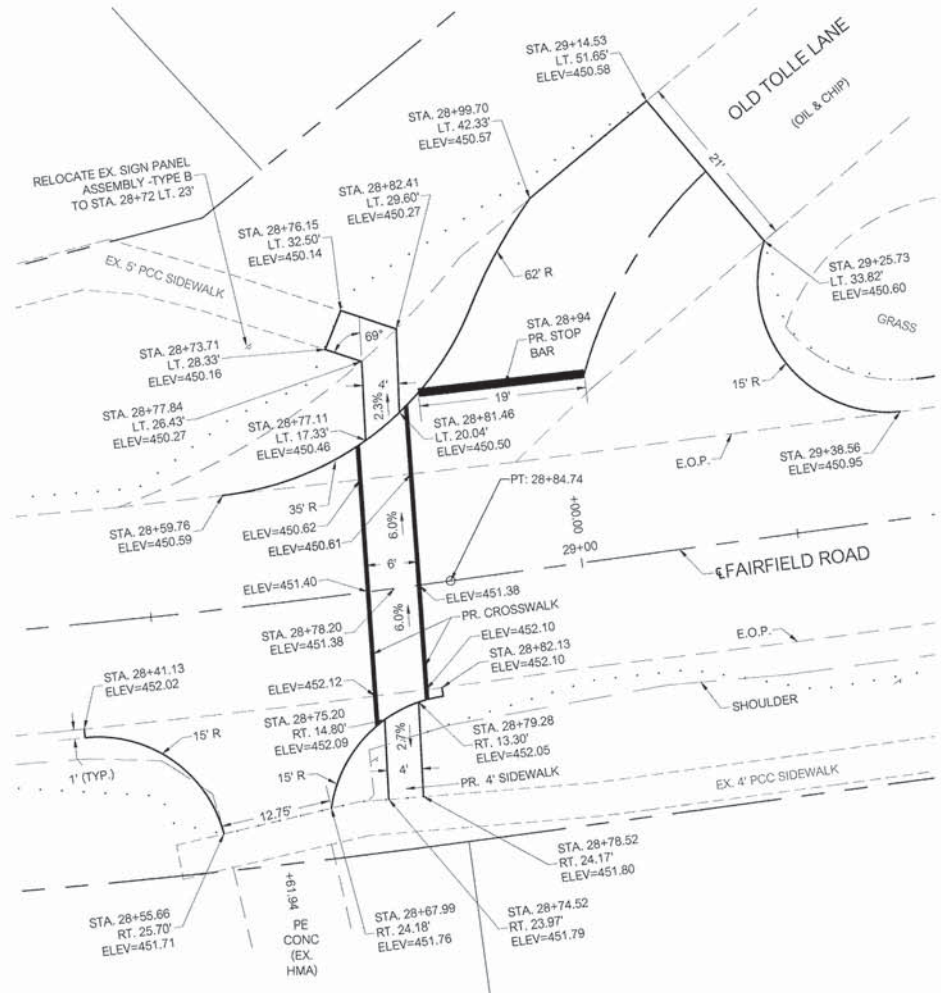 STA. 29+14.53
LT. 51.65'
ELEV=450.58
OLD TOLLE LANE
(OIL & CHIP)
21'
STA. 28+99.70
LT. 42.33'
ELEV=450.57
RELOCATE EX. SIGN PANEL
ASSEMBLY -TYPE B
TO STA. 28+72 LT. 23'
STA. 28+82.41
LT. 29.60'
ELEV=450.27
STA. 28+76.15
LT. 32.50'
ELEV=450.14
EX. 5' PCC SIDEWALK
62' R
STA. 29+25.73
LT. 33.82'
ELEV=450.60
GRASS
69°
STA. 28+94
PR. STOP
BAR
STA. 28+73.71
LT. 28.33'
ELEV=450.16
4'
2.3%
19'
15' R
STA. 28+77.84
LT. 26.43'
ELEV=450.27
STA. 28+77.11
LT. 17.33'
ELEV=450.46
STA. 28+81.46
LT. 20.04'
ELEV=450.50
E.O.P.
STA. 29+38.56
ELEV=450.95
PT: 28+84.74
35' R
STA. 28+59.76
ELEV=450.59
ELEV=450.62
ELEV=450.61
6.0%
+00.00
29+00
℄FAIRFIELD ROAD
6'
ELEV=451.40
ELEV=451.38
PR. CROSSWALK
6.0%
STA. 28+78.20
ELEV=451.38
ELEV=452.10
STA. 28+82.13
ELEV=452.10
E.O.P.
STA. 28+41.13
ELEV=452.02
ELEV=452.12
SHOULDER
15' R
STA. 28+75.20
RT. 14.80'
ELEV=452.09
2.7%
STA. 28+79.28
RT. 13.30'
ELEV=452.05
1' (TYP.)
15' R
4'
PR. 4' SIDEWALK
EX. 4' PCC SIDEWALK
12.75'
STA. 28+78.52
RT. 24.17'
ELEV=451.80
STA. 28+55.66
RT. 25.70'
ELEV=451.71
+61.94
PE
CONC
(EX.
HMA)
STA. 28+67.99
RT. 24.18'
ELEV=451.76
STA. 28+74.52
RT. 23.97'
ELEV=451.79